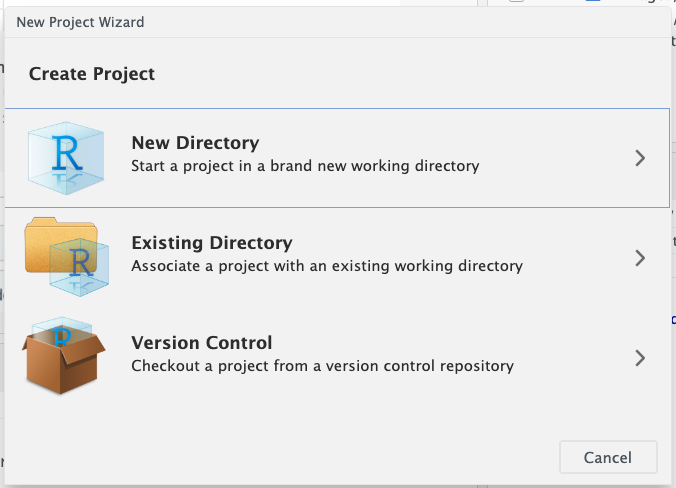 New Project Wizard
Create Project
R
New Directory
Start a project in a brand new working directory
R
Existing Directory
Associate a project with an existing working directory
R
Version Control
Checkout a project from a version control repository
Cancel